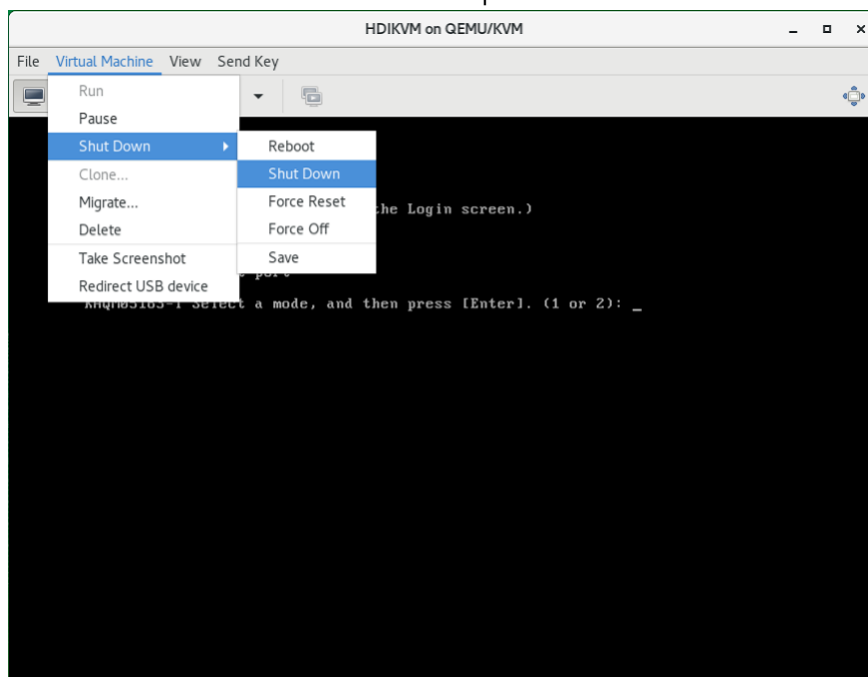 HDIKVM on QEMU/KVM
File Virtual Machine View Send Key
Run
Pause
Shut Down
Clone...
Migrate...
Delete
Take Screenshot
Redirect USB device
Reboot
Shut Down
Force Reset
Force Off
Save
the Login screen.)
port
Select a mode, and then press [Enter]. (1 or 2): _